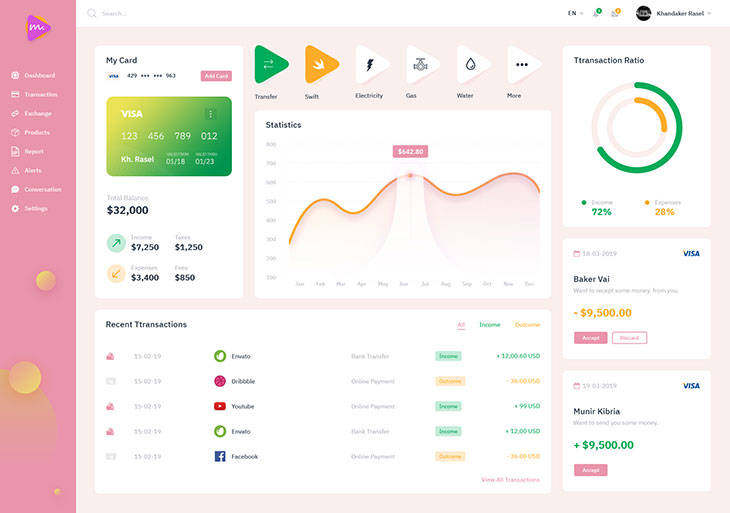 m.
Search...
EN
Khandaker Rasel
Dashboard
Transaction
Exchange
Products
Report
Alerts
Conversation
Settings
My Card
VISA 429 *** *** 963 Add Card
VISA
123 456 789 012
Kh. Rasel
VALID FROM
01/18
VALID THRU
01/23
Total Balance
$32,000
Income
$7,250
Taxes
$1,250
Expenses
$3,400
Fees
$850
Transfer Swift Electricity Gas Water More
Statistics
$642.80
800
700
600
500
400
300
200
100
Jan Feb Mar Apr May Jun Jul Aug Sep Oct Nov Dec
Ttransaction Ratio
Income
72%
Expenses
28%
18-03-2019 VISA
Baker Vai
Want to recept some money from you.
- $9,500.00
Accept Discard
19-03-2019 VISA
Munir Kibria
Want to send you some money.
+ $9,500.00
Accept
Recent Ttransactions All Income Outcome
15-02-19 Envato Bank Transfer Income + 12,00.60 USD
15-02-19 Dribbble Online Payment Outcome - 36.00 USD
15-02-19 Youtube Online Payment Income + 99 USD
15-02-19 Envato Bank Transfer Income + 12,00 USD
15-02-19 Facebook Online Payment Outcome - 36.00 USD
View All Transactions